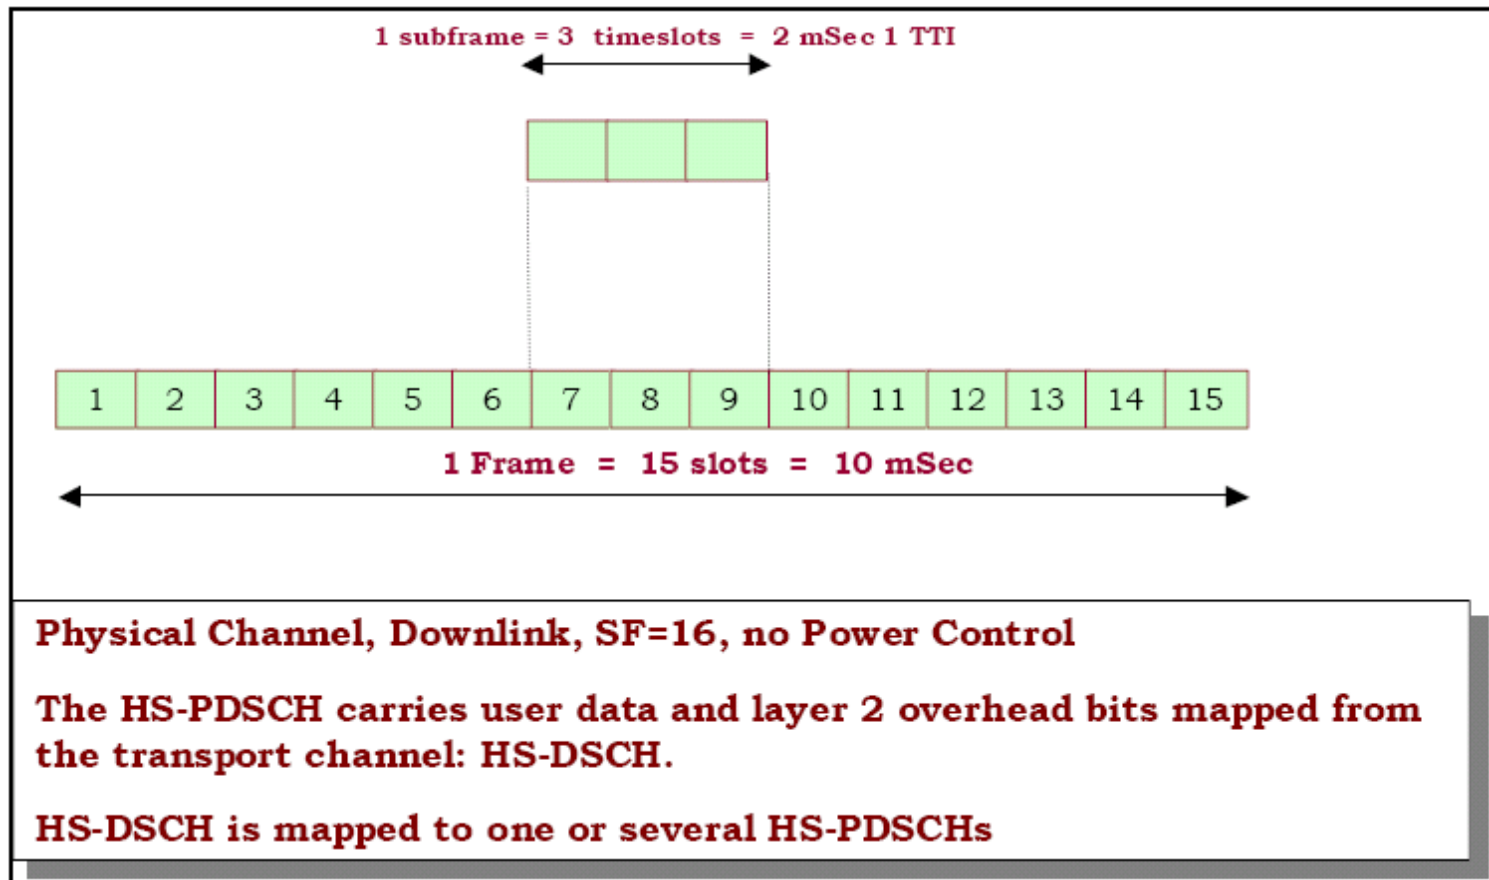 1 subframe = 3 timeslots = 2 mSec 1 TTI
1 2 3 4 5 6 7 8 9 10 11 12 13 14 15
1 Frame = 15 slots = 10 mSec
Physical Channel, Downlink, SF=16, no Power Control
The HS-PDSCH carries user data and layer 2 overhead bits mapped from
the transport channel: HS-DSCH.
HS-DSCH is mapped to one or several HS-PDSCHs